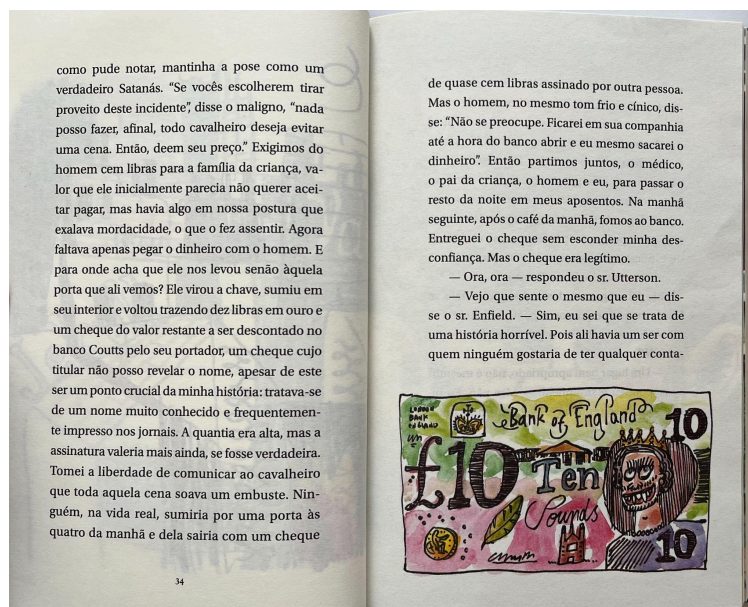 como pude notar, mantinha a pose como um
verdadeiro Satanás. “Se vocês escolherem tirar
proveito deste incidente”, disse o maligno, “nada
posso fazer, afinal, todo cavalheiro deseja evitar
uma cena. Então, deem seu preço.” Exigimos do
homem cem libras para a família da criança, va-
lor que ele inicialmente parecia não querer acei-
tar pagar, mas havia algo em nossa postura que
exalava mordacidade, o que o fez assentir. Agora
faltava apenas pegar o dinheiro com o homem. E
para onde acha que ele nos levou senão àquela
porta que ali vemos? Ele virou a chave, sumiu em
seu interior e voltou trazendo dez libras em ouro e
um cheque do valor restante a ser descontado no
banco Coutts pelo seu portador, um cheque cujo
titular não posso revelar o nome, apesar de este
ser um ponto crucial da minha história: tratava-se
de um nome muito conhecido e frequentemen-
te impresso nos jornais. A quantia era alta, mas a
assinatura valeria mais ainda, se fosse verdadeira.
Tomei a liberdade de comunicar ao cavalheiro
que toda aquela cena soava um embuste. Nin-
guém, na vida real, sumiria por uma porta às
quatro da manhã e dela sairia com um cheque
34
de quase cem libras assinado por outra pessoa.
Mas o homem, no mesmo tom frio e cínico, dis-
se: “Não se preocupe. Ficarei em sua companhia
até a hora do banco abrir e eu mesmo sacarei o
dinheiro”. Então partimos juntos, o médico,
o pai da criança, o homem e eu, para passar o
resto da noite em meus aposentos. Na manhã
seguinte, após o café da manhã, fomos ao banco.
Entreguei o cheque sem esconder minha des-
confiança. Mas o cheque era legítimo.
— Ora, ora — respondeu o sr. Utterson.
— Vejo que sente o mesmo que eu — dis-
se o sr. Enfield. — Sim, eu sei que se trata de
uma história horrível. Pois ali havia um ser com
quem ninguém gostaria de ter qualquer conta-
LONDON
BANK
Bank of England
10
£10
Ten
Pounds
10